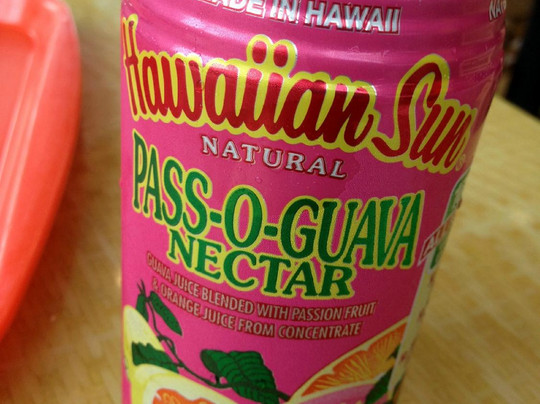 MADE IN HAWAII
Hawaiian Sun®
NATURAL
PASS-O-GUAVA
NECTAR
GUAVA JUICE BLENDED WITH PASSION FRUIT
& ORANGE JUICE FROM CONCENTRATE